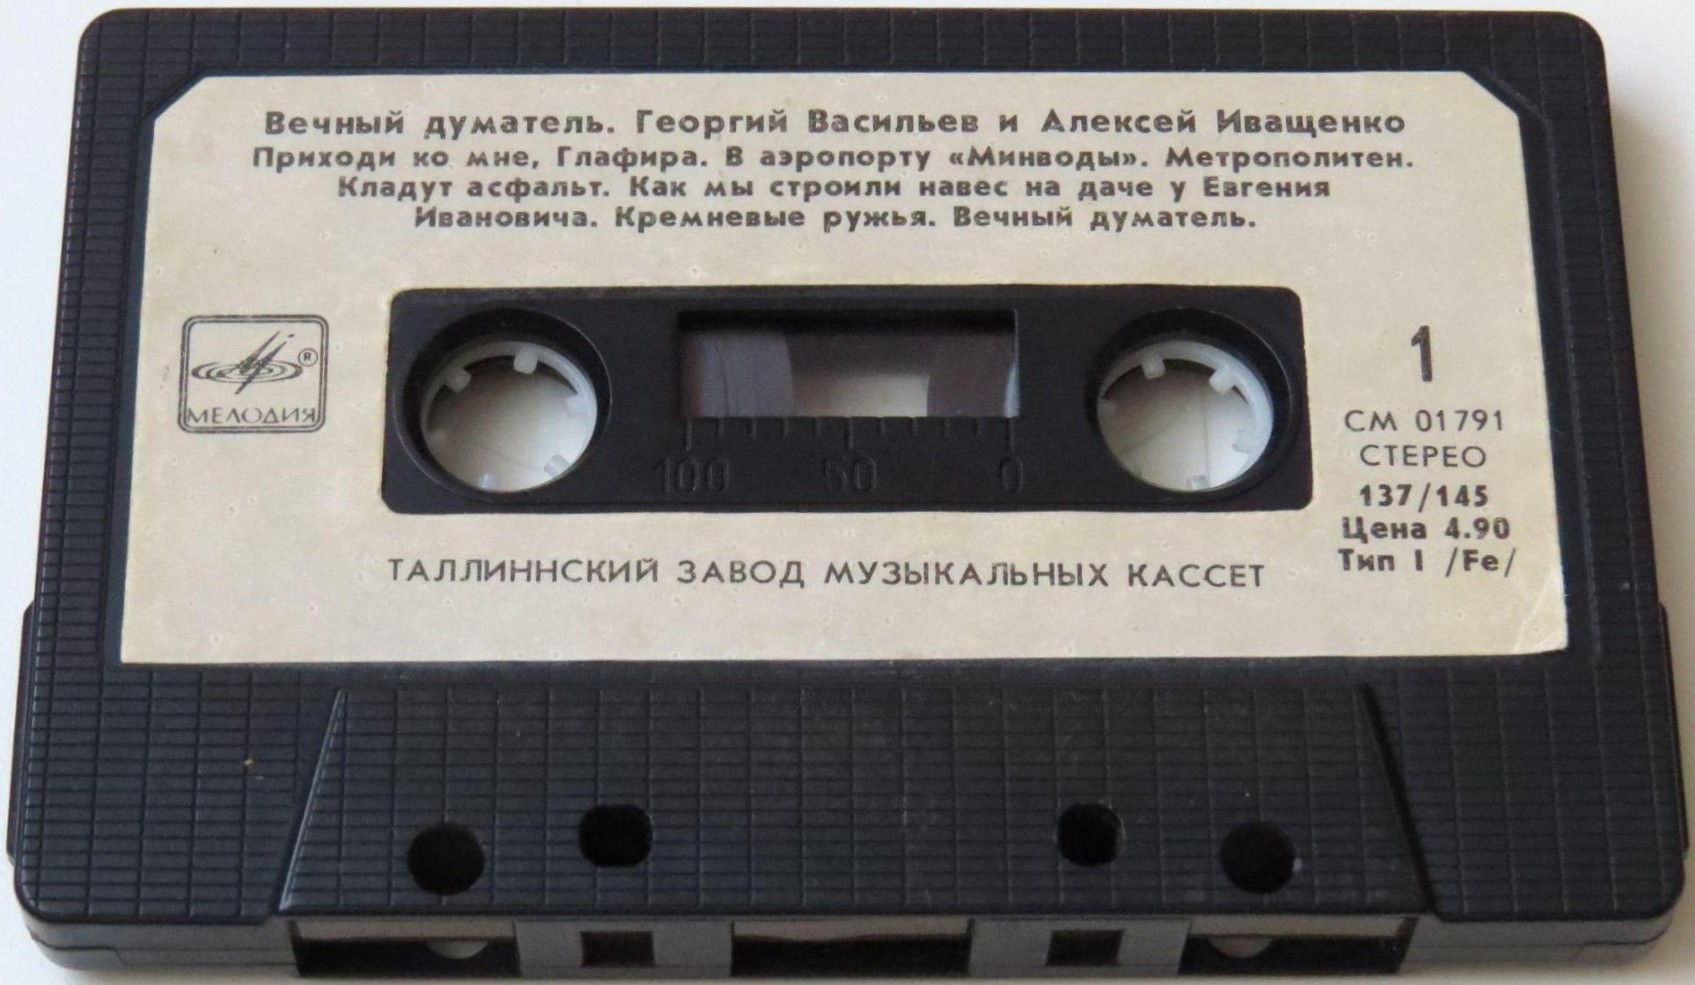 Вечный думатель. Георгий Васильев и Алексей Иващенко
Приходи ко мне, Глафира. В аэропорту «Минводы». Метрополитен.
Кладут асфальт. Как мы строили навес на даче у Евгения
Ивановича. Кремневые ружья. Вечный думатель.
®
МЕЛОДИЯ
1
СМ 01791
СТЕРЕО
137/145
Цена 4.90
Тип I /Fe/
100 50 0
ТАЛЛИННСКИЙ ЗАВОД МУЗЫКАЛЬНЫХ КАССЕТ